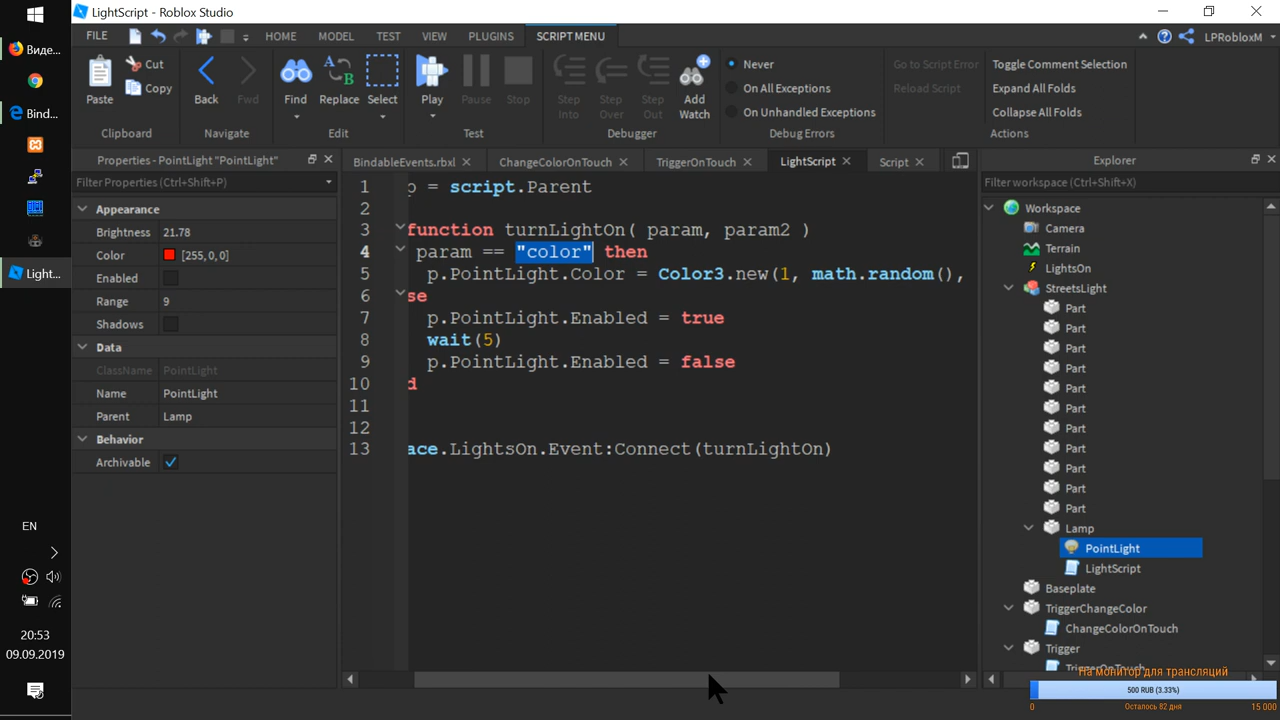 LightScript - Roblox Studio
FILE HOME MODEL TEST VIEW PLUGINS SCRIPT MENU LPRobloxM
Виде...
Bind...
Light...
EN
20:53
09.09.2019
Paste
Cut
Copy
Clipboard
Back
Fwd
Navigate
Find
Replace
Select
Edit
Play
Pause
Stop
Test
Step Into
Step Over
Step Out
Add Watch
Debugger
Never
On All Exceptions
On Unhandled Exceptions
Debug Errors
Go to Script Error
Reload Script
Toggle Comment Selection
Expand All Folds
Collapse All Folds
Actions
Properties - PointLight "PointLight"
Filter Properties (Ctrl+Shift+P)
Appearance
Brightness 21.78
Color [255, 0, 0]
Enabled
Range 9
Shadows
Data
ClassName PointLight
Name PointLight
Parent Lamp
Behavior
Archivable
BindableEvents.rbxl ChangeColorOnTouch TriggerOnTouch LightScript Script
1 p = script.Parent
2
3 function turnLightOn( param, param2 )
4 param == "color" then
5 p.PointLight.Color = Color3.new(1, math.random(),
6 se
7 p.PointLight.Enabled = true
8 wait(5)
9 p.PointLight.Enabled = false
10 d
11
12
13 ace.LightsOn.Event:Connect(turnLightOn)
Explorer
Filter workspace (Ctrl+Shift+X)
Workspace
Camera
Terrain
LightsOn
StreetsLight
Part
Part
Part
Part
Part
Part
Part
Part
Part
Part
Part
Lamp
PointLight
LightScript
Baseplate
TriggerChangeColor
ChangeColorOnTouch
Trigger
TriggerOnTouch
На монитор для трансляций
500 RUB (3.33%)
0 Осталось 82 дня 15 000